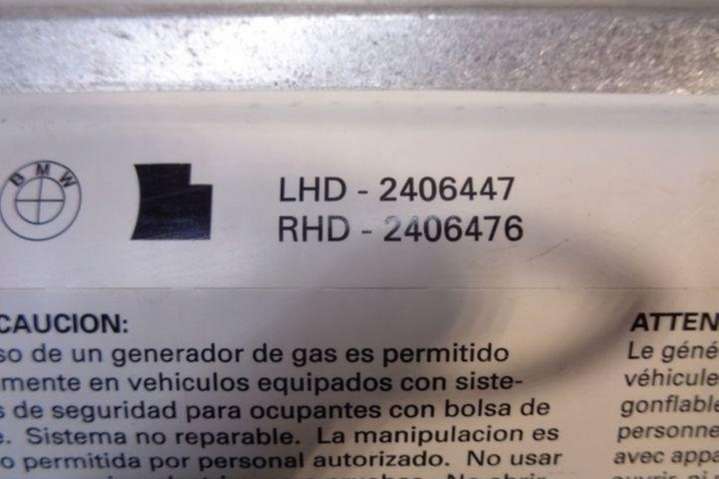 BMW
LHD - 2406447
RHD - 2406476
CAUCION:
so de un generador de gas es permitido
mente en vehiculos equipados con siste-
s de seguridad para ocupantes con bolsa de
e. Sistema no reparable. La manipulacion es
o permitida por personal autorizado. No usar
ATTEN
Le géné
véhicule
gonflable
personne
avec appa